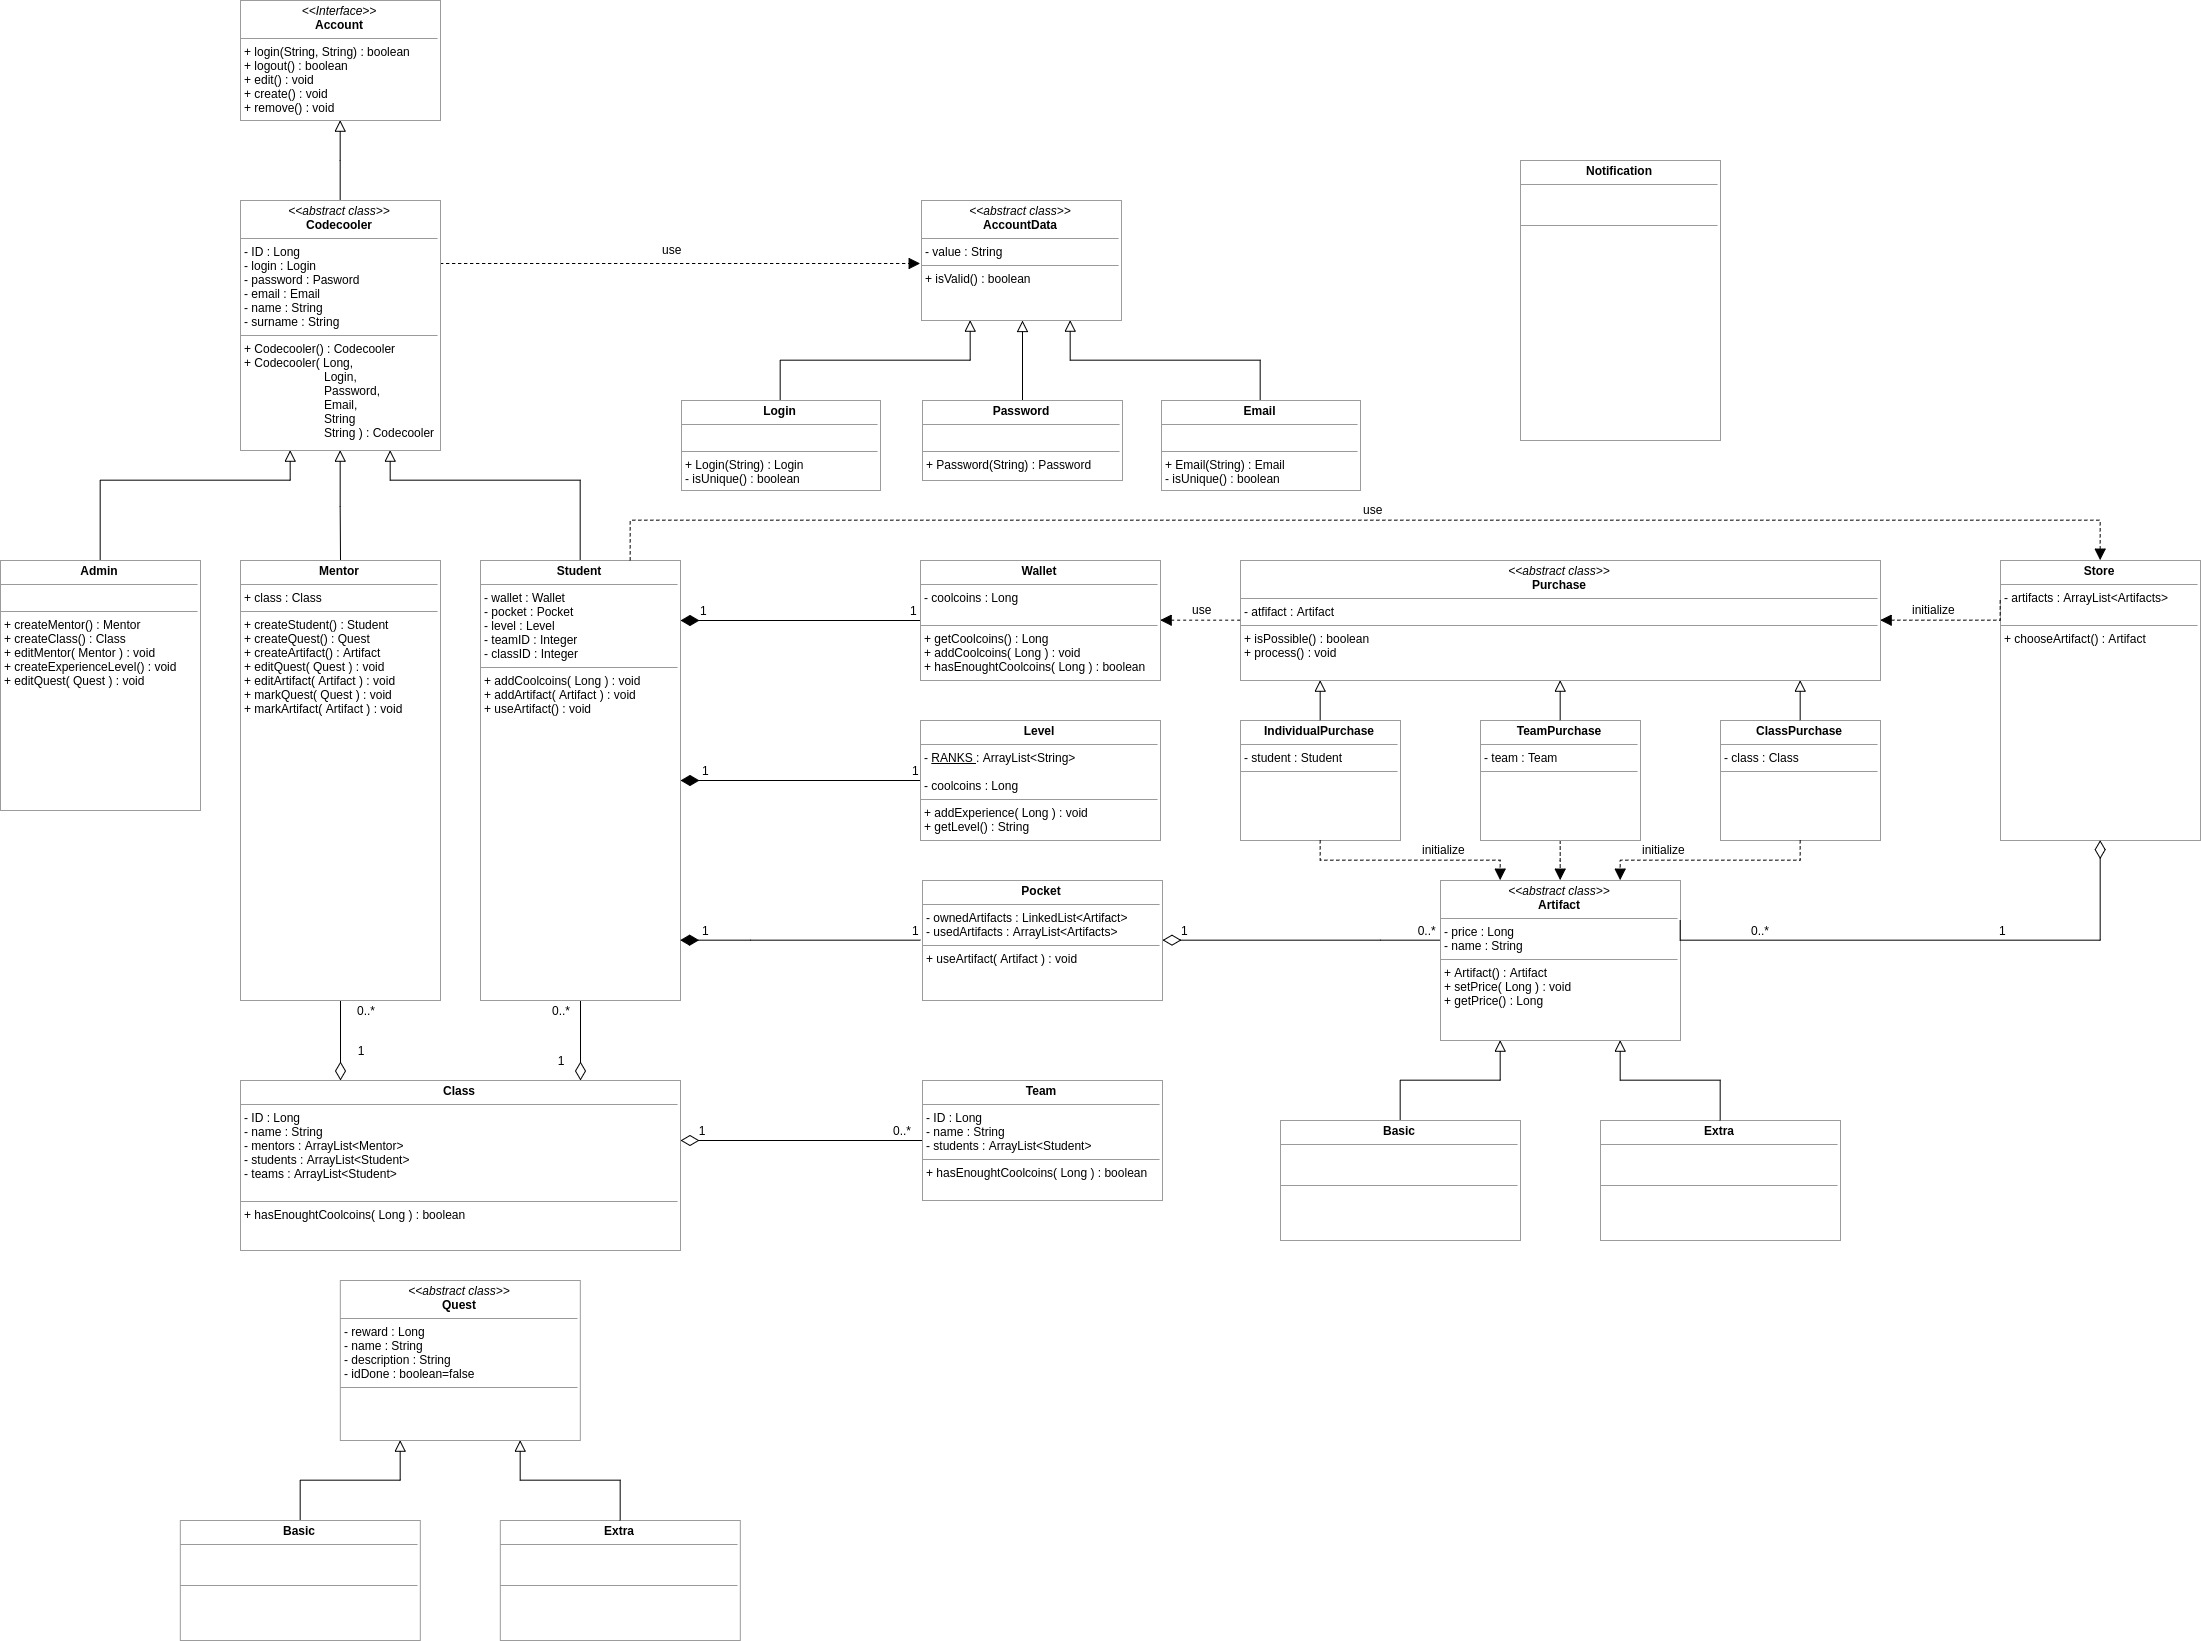 <<Interface>>
Account
+ login(String, String) : boolean
+ logout() : boolean
+ edit() : void
+ create() : void
+ remove() : void
<<abstract class>>
Codecooler
- ID : Long
- login : Login
- password : Pasword
- email : Email
- name : String
- surname : String
+ Codecooler() : Codecooler
+ Codecooler( Long,
Login,
Password,
Email,
String
String ) : Codecooler
use
<<abstract class>>
AccountData
- value : String
+ isValid() : boolean
Notification
Login
+ Login(String) : Login
- isUnique() : boolean
Password
+ Password(String) : Password
Email
+ Email(String) : Email
- isUnique() : boolean
use
Admin
+ createMentor() : Mentor
+ createClass() : Class
+ editMentor( Mentor ) : void
+ createExperienceLevel() : void
+ editQuest( Quest ) : void
Mentor
+ class : Class
+ createStudent() : Student
+ createQuest() : Quest
+ createArtifact() : Artifact
+ editQuest( Quest ) : void
+ editArtifact( Artifact ) : void
+ markQuest( Quest ) : void
+ markArtifact( Artifact ) : void
Student
- wallet : Wallet
- pocket : Pocket
- level : Level
- teamID : Integer
- classID : Integer
+ addCoolcoins( Long ) : void
+ addArtifact( Artifact ) : void
+ useArtifact() : void
1
1
Wallet
- coolcoins : Long
+ getCoolcoins() : Long
+ addCoolcoins( Long ) : void
+ hasEnoughtCoolcoins( Long ) : boolean
use
<<abstract class>>
Purchase
- atfifact : Artifact
+ isPossible() : boolean
+ process() : void
initialize
Store
- artifacts : ArrayList<Artifacts>
+ chooseArtifact() : Artifact
1
1
Level
- RANKS : ArrayList<String>
- coolcoins : Long
+ addExperience( Long ) : void
+ getLevel() : String
IndividualPurchase
- student : Student
TeamPurchase
- team : Team
ClassPurchase
- class : Class
initialize
initialize
1
1
Pocket
- ownedArtifacts : LinkedList<Artifact>
- usedArtifacts : ArrayList<Artifacts>
+ useArtifact( Artifact ) : void
1
0..*
<<abstract class>>
Artifact
- price : Long
- name : String
+ Artifact() : Artifact
+ setPrice( Long ) : void
+ getPrice() : Long
0..*
1
0..*
1
0..*
1
Class
- ID : Long
- name : String
- mentors : ArrayList<Mentor>
- students : ArrayList<Student>
- teams : ArrayList<Student>
+ hasEnoughtCoolcoins( Long ) : boolean
1
0..*
Team
- ID : Long
- name : String
- students : ArrayList<Student>
+ hasEnoughtCoolcoins( Long ) : boolean
Basic
Extra
<<abstract class>>
Quest
- reward : Long
- name : String
- description : String
- idDone : boolean=false
Basic
Extra